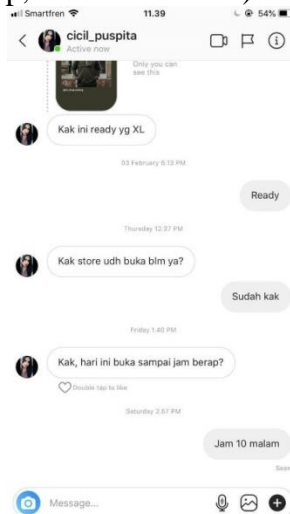 Smartfren
11.39
54%
cicil_puspita
Active now
Only you can
see this
Kak ini ready yg XL
03 February 6:13 PM
Ready
Thursday 12.37 PM
Kak store udh buka blm ya?
Sudah kak
Friday 1.40 PM
Kak, hari ini buka sampai jam berap?
Double tap to like
Saturday 2.57 PM
Jam 10 malam
Seen
Message...